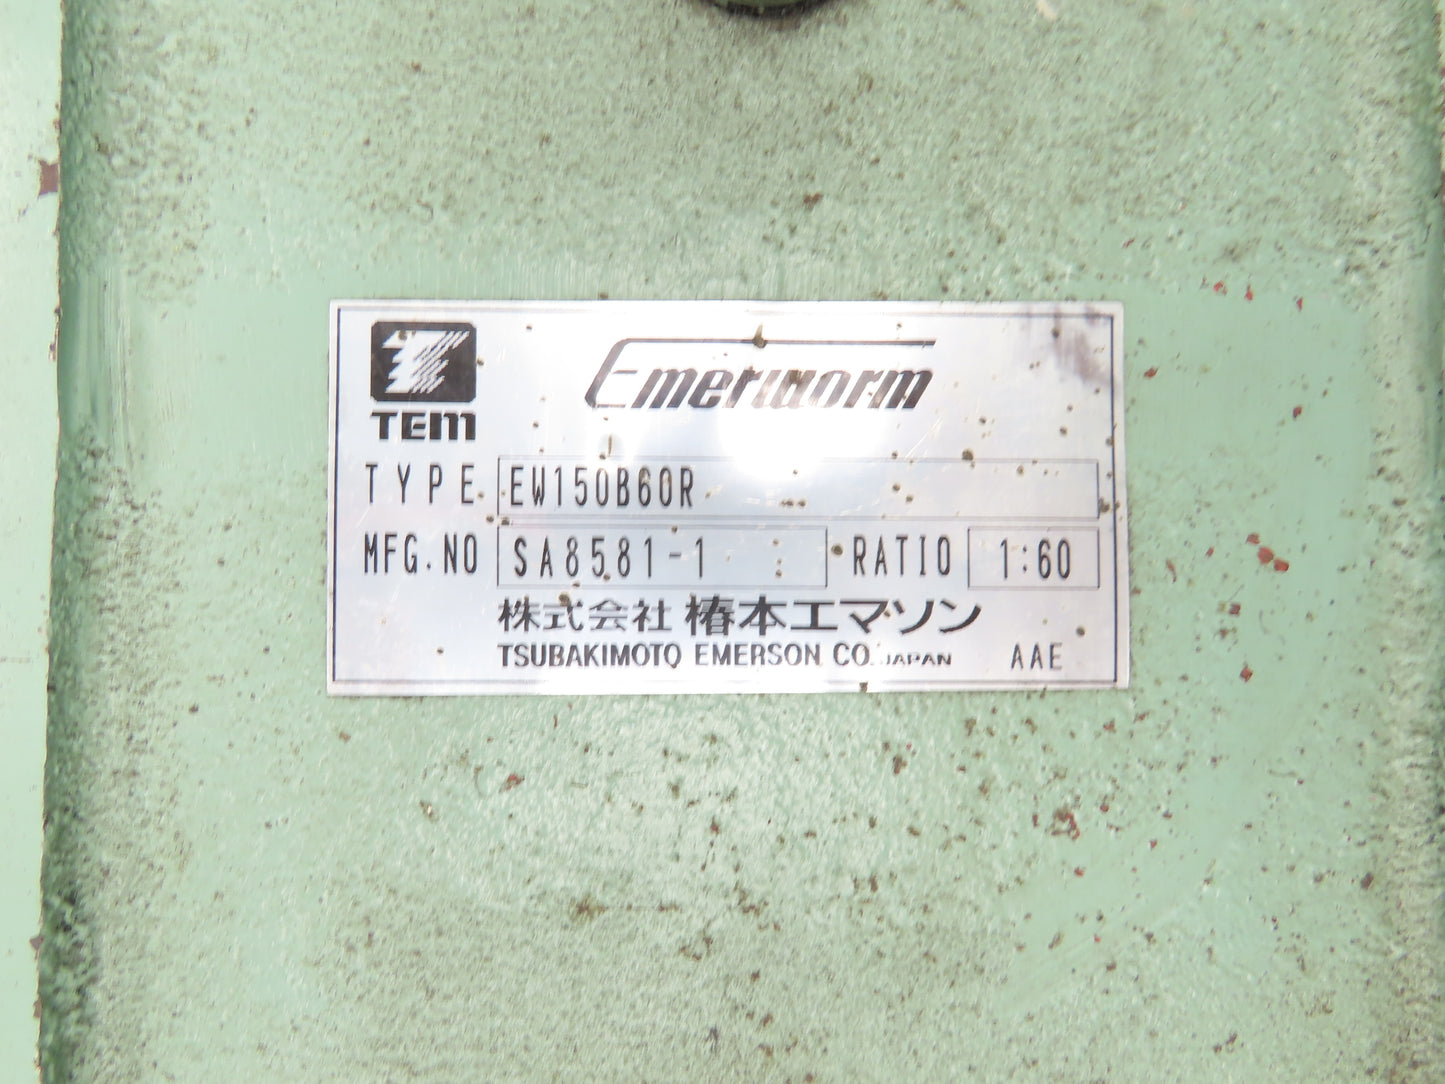 TEM
Emerworm
TYPE EW150B60R
MFG.NO SA8581-1 RATIO 1:60
株式会社 椿本エマソン
TSUBAKIMOTO EMERSON CO. JAPAN AAE